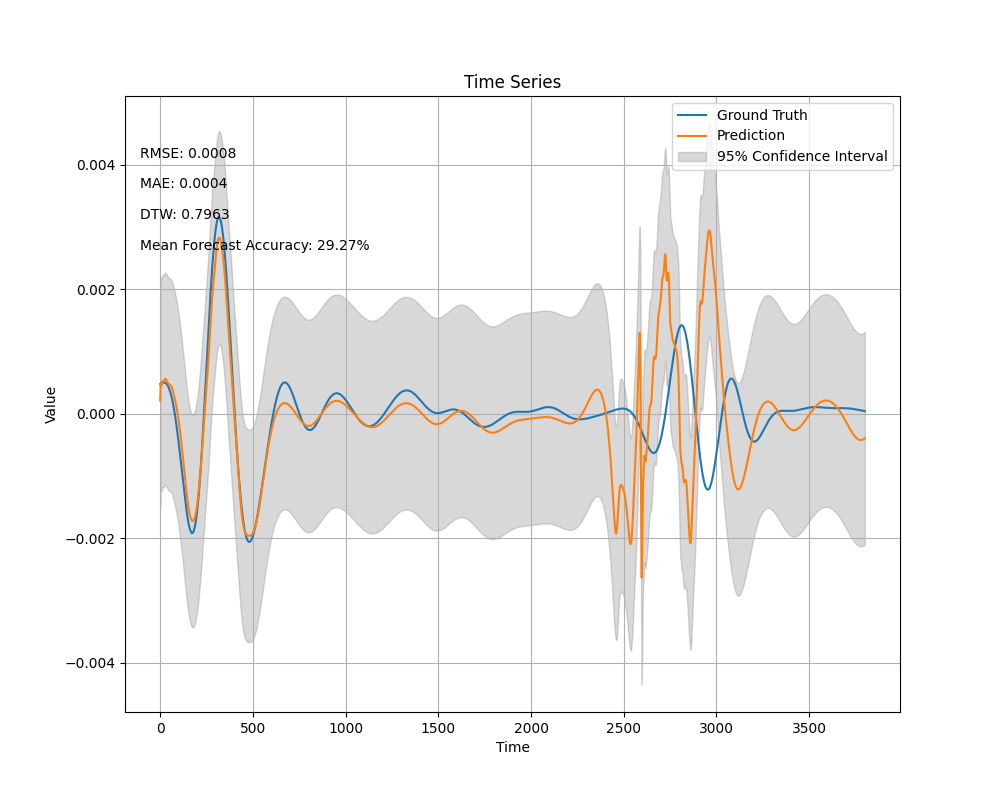 Time Series
Ground Truth
Prediction
95% Confidence Interval
RMSE: 0.0008
MAE: 0.0004
DTW: 0.7963
Mean Forecast Accuracy: 29.27%
Value
0.004
0.002
0.000
−0.002
−0.004
0 500 1000 1500 2000 2500 3000 3500
Time